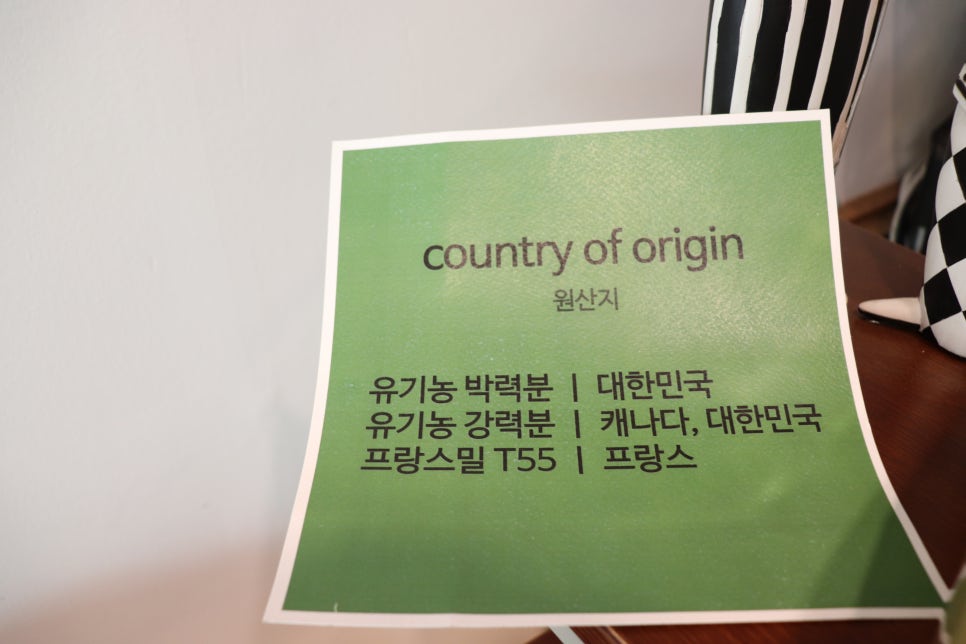 country of origin
원산지
유기농 박력분 | 대한민국
유기농 강력분 | 캐나다, 대한민국
프랑스밀 T55 | 프랑스